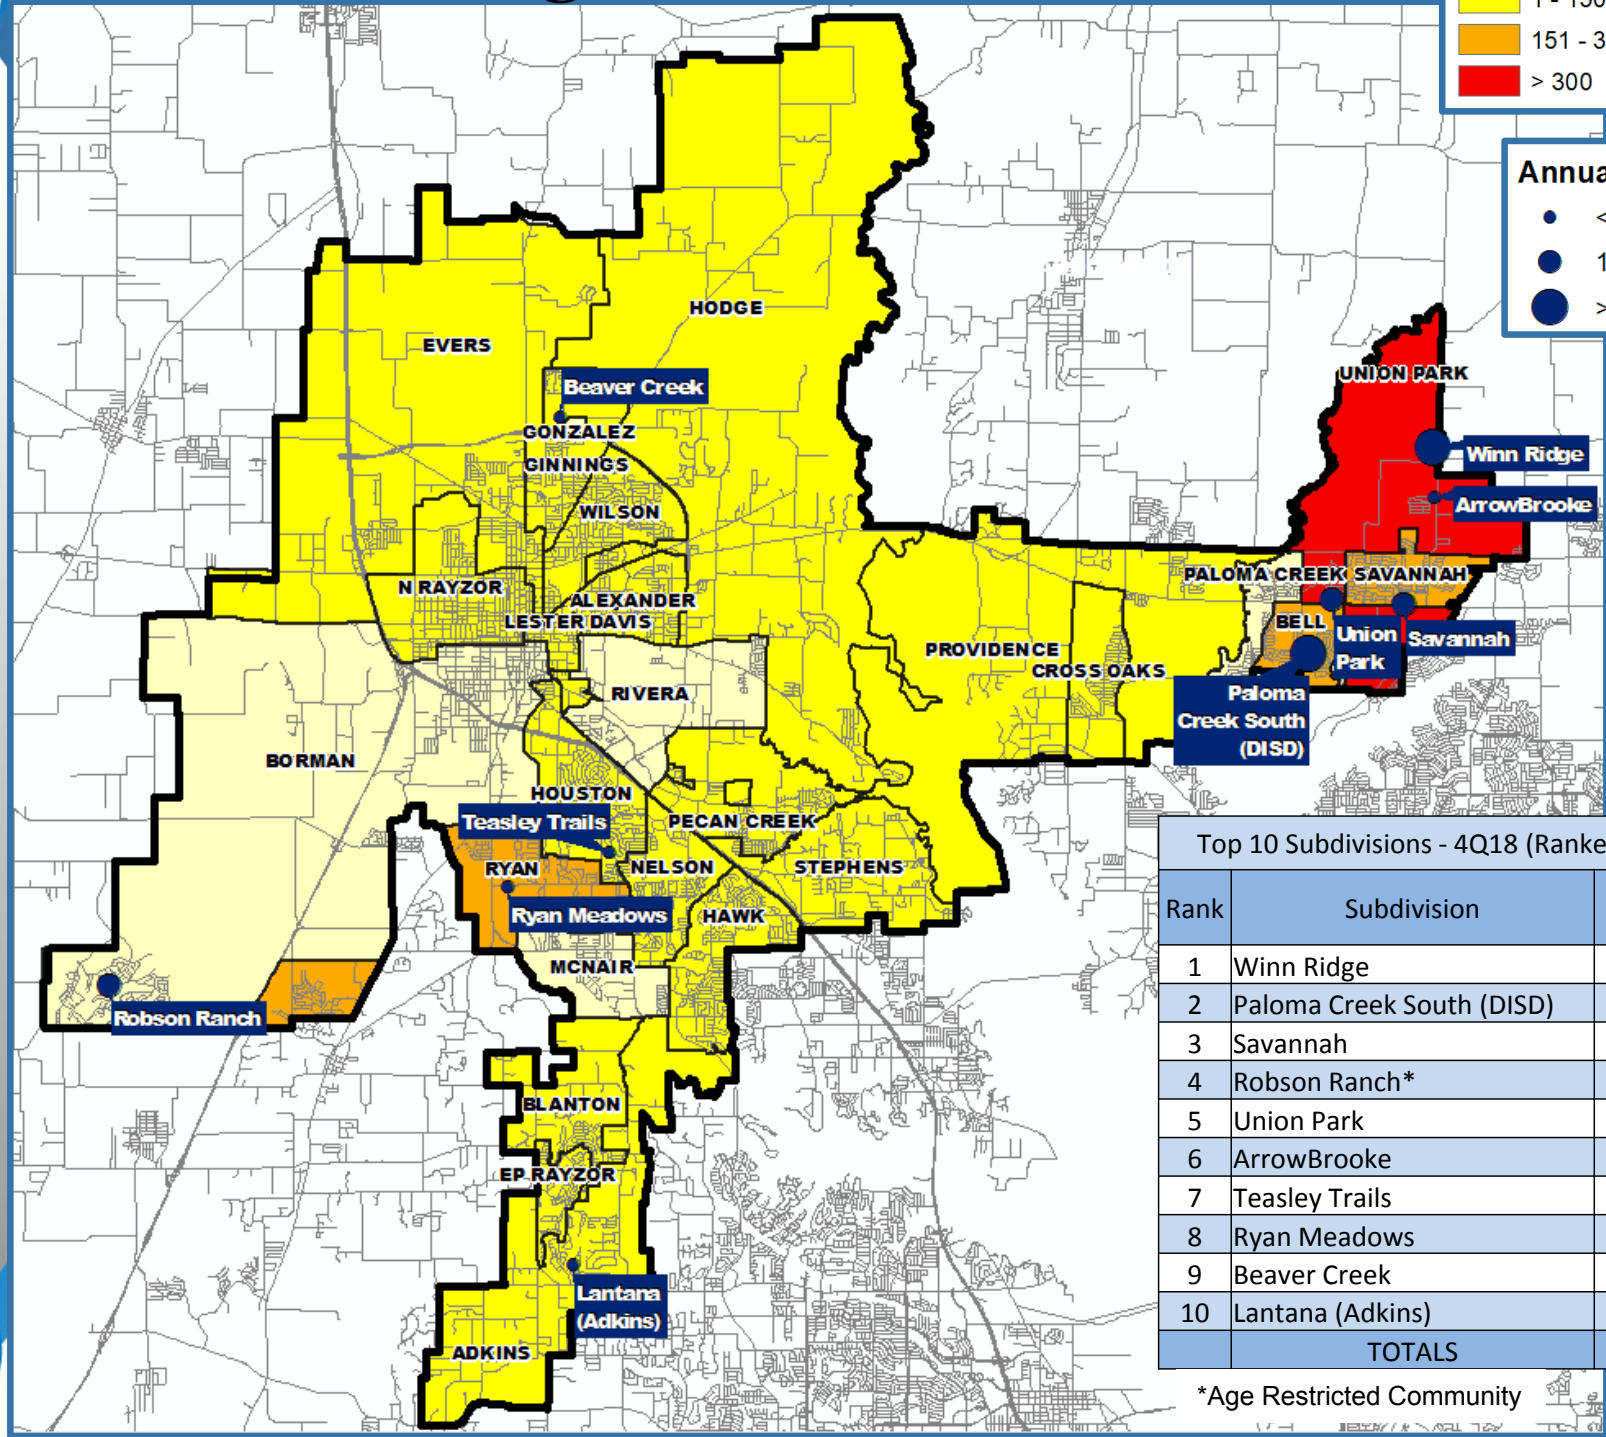 151 - 3
> 300
Annua
<
1
>
HODGE
EVERS
UNION PARK
Beaver Creek
GONZALEZ
Winn Ridge
GINNINGS
ArrowBrooke
WILSON
PALOMA CREEK
SAVANNAH
N RAYZOR
ALEXANDER
LESTER DAVIS
BELL
Union
Park
Savannah
PROVIDENCE
CROSS OAKS
RIVERA
Paloma
Creek South
(DISD)
BORMAN
HOUSTON
Teasley Trails
PECAN CREEK
RYAN
NELSON
STEPHENS
Ryan Meadows
HAWK
MCNAIR
Robson Ranch
BLANTON
EP RAYZOR
Lantana
(Adkins)
ADKINS
Top 10 Subdivisions - 4Q18 (Ranke
Rank Subdivision
1 Winn Ridge
2 Paloma Creek South (DISD)
3 Savannah
4 Robson Ranch*
5 Union Park
6 ArrowBrooke
7 Teasley Trails
8 Ryan Meadows
9 Beaver Creek
10 Lantana (Adkins)
TOTALS
*Age Restricted Community